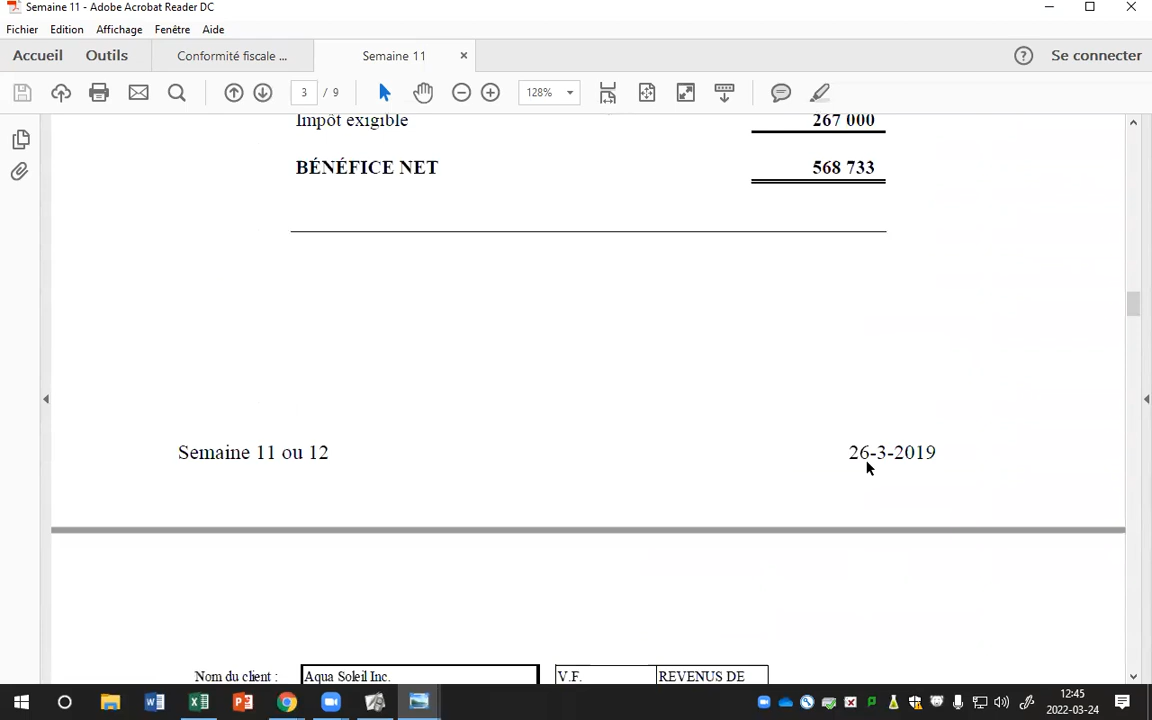 Semaine 11 - Adobe Acrobat Reader DC
Fichier Edition Affichage Fenêtre Aide
Accueil Outils Conformité fiscale ... Semaine 11 × ? Se connecter
3 / 9 128%
Impôt exigible 267 000
BÉNÉFICE NET 568 733
Semaine 11 ou 12 26-3-2019
Nom du client : Aqua Soleil Inc. V.F. REVENUS DE
12:45
2022-03-24